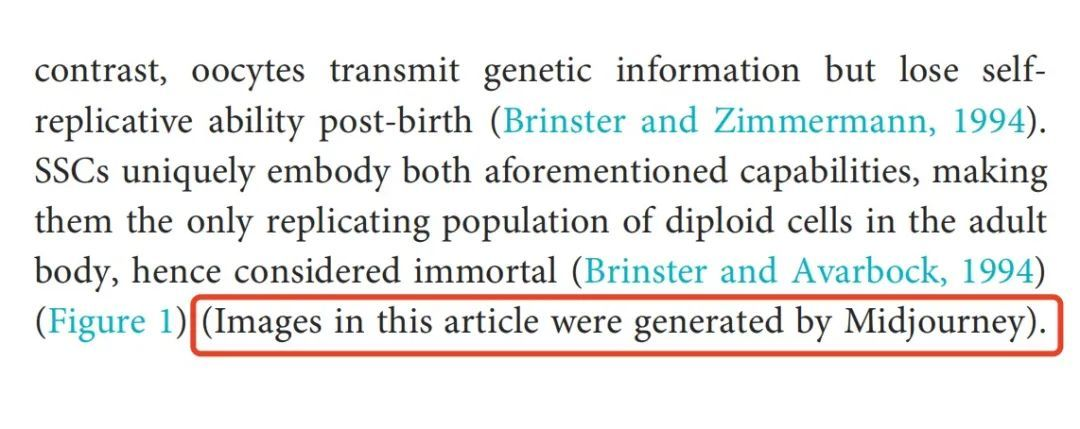 contrast, oocytes transmit genetic information but lose self-
replicative ability post-birth (Brinster and Zimmermann, 1994).
SSCs uniquely embody both aforementioned capabilities, making
them the only replicating population of diploid cells in the adult
body, hence considered immortal (Brinster and Avarbock, 1994)
(Figure 1) (Images in this article were generated by Midjourney).